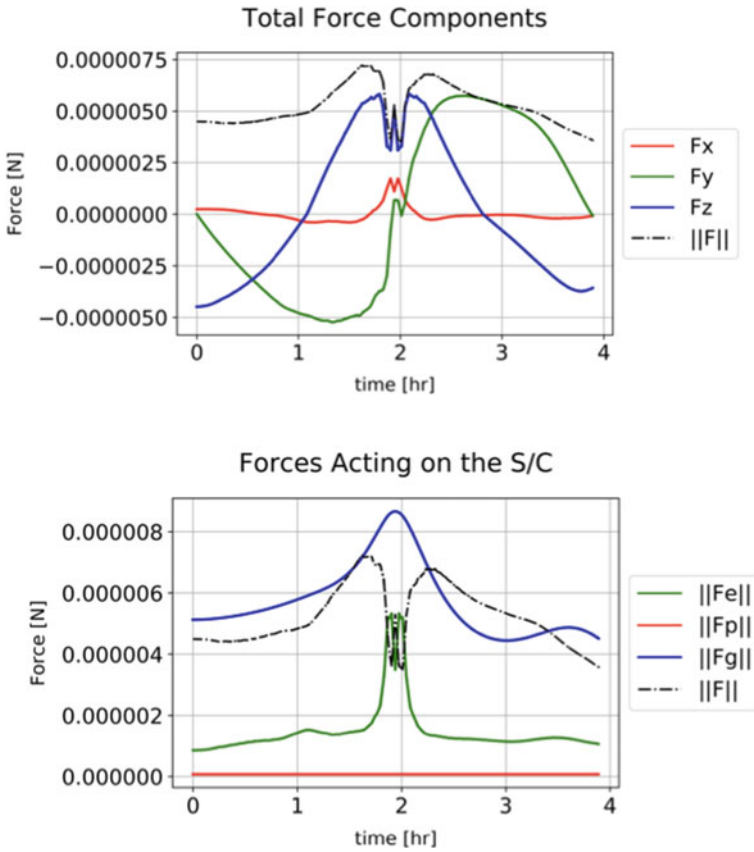 Total Force Components
0.0000075
0.0000050
0.0000025
0.0000000
−0.0000025
−0.0000050
Force [N]
0 1 2 3 4
time [hr]
Fx
Fy
Fz
||F||
Forces Acting on the S/C
0.000008
0.000006
0.000004
0.000002
0.000000
Force [N]
0 1 2 3 4
time [hr]
||Fe||
||Fp||
||Fg||
||F||